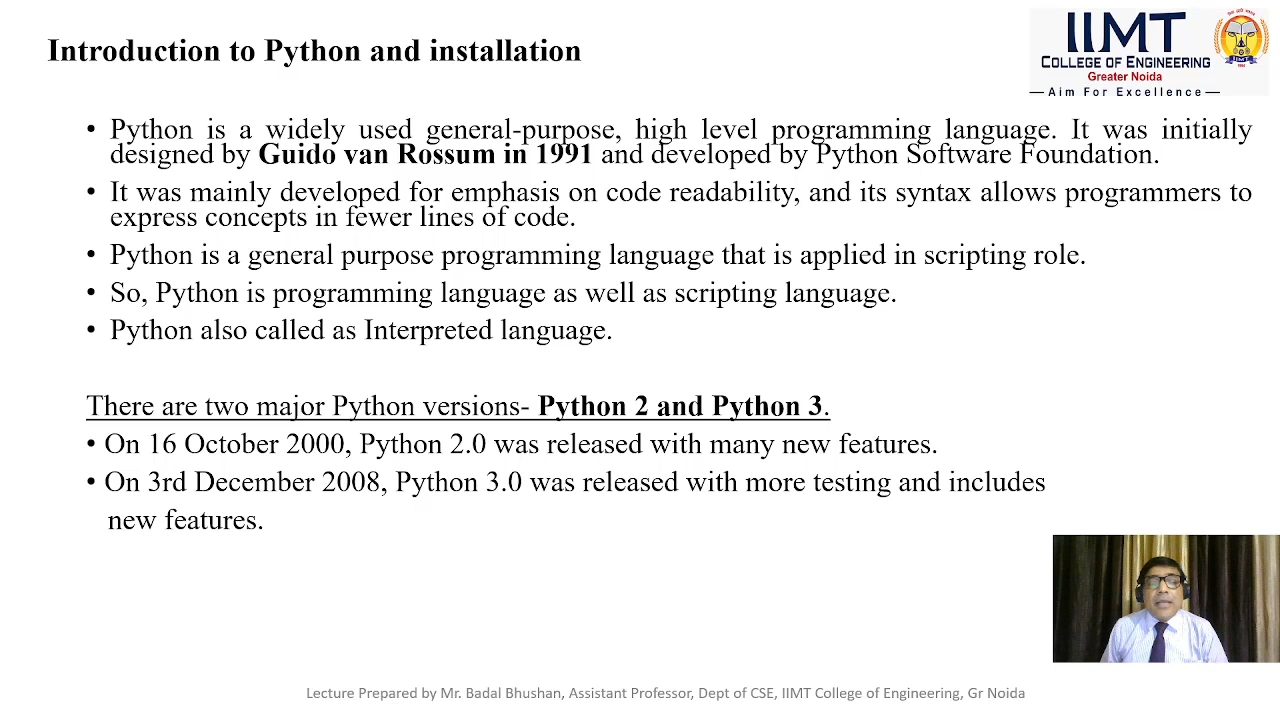 Introduction to Python and installation
IIMT
COLLEGE OF ENGINEERING
Greater Noida
—Aim For Excellence—
• Python is a widely used general-purpose, high level programming language. It was initially
designed by Guido van Rossum in 1991 and developed by Python Software Foundation.
• It was mainly developed for emphasis on code readability, and its syntax allows programmers to
express concepts in fewer lines of code.
• Python is a general purpose programming language that is applied in scripting role.
• So, Python is programming language as well as scripting language.
• Python also called as Interpreted language.
There are two major Python versions- Python 2 and Python 3.
• On 16 October 2000, Python 2.0 was released with many new features.
• On 3rd December 2008, Python 3.0 was released with more testing and includes
new features.
Lecture Prepared by Mr. Badal Bhushan, Assistant Professor, Dept of CSE, IIMT College of Engineering, Gr Noida